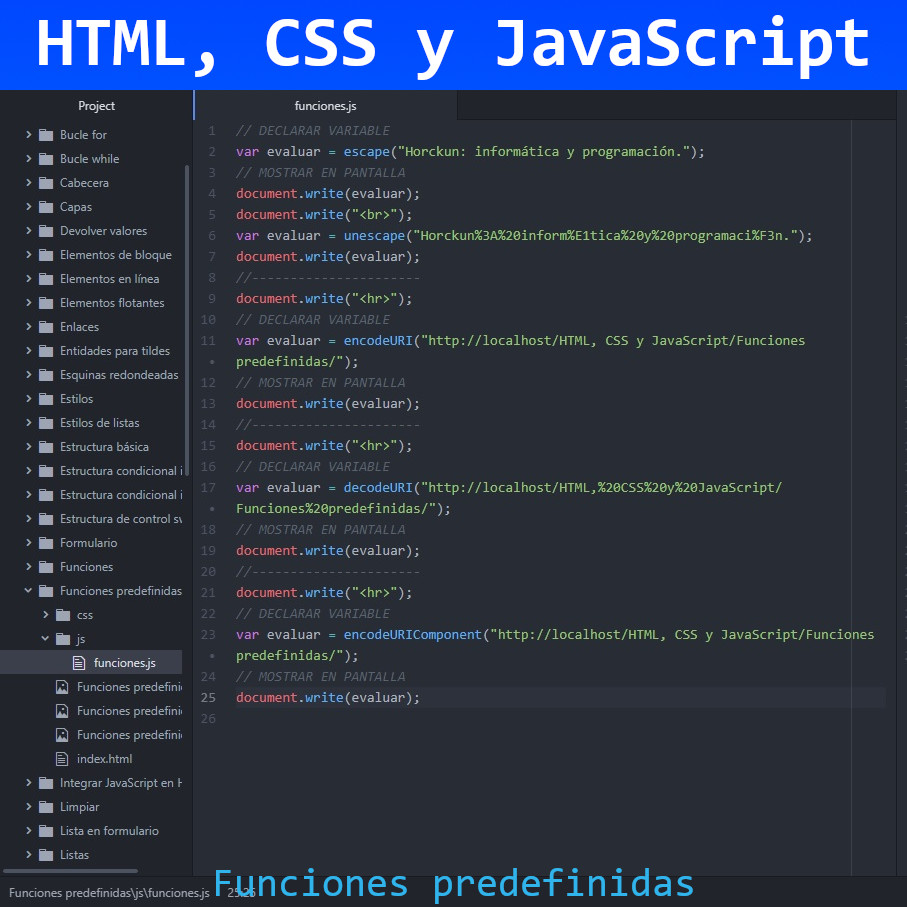 HTML, CSS y JavaScript
Project
Bucle for
Bucle while
Cabecera
Capas
Devolver valores
Elementos de bloque
Elementos en línea
Elementos flotantes
Enlaces
Entidades para tildes
Esquinas redondeadas
Estilos
Estilos de listas
Estructura básica
Estructura condicional i
Estructura condicional i
Estructura de control sv
Formulario
Funciones
Funciones predefinidas
css
js
funciones.js
Funciones predefini
Funciones predefini
Funciones predefini
index.html
Integrar JavaScript en H
Limpiar
Lista en formulario
Listas
funciones.js
1 // DECLARAR VARIABLE
2 var evaluar = escape("Horckun: informática y programación.");
3 // MOSTRAR EN PANTALLA
4 document.write(evaluar);
5 document.write("<br>");
6 var evaluar = unescape("Horckun%3A%20inform%E1tica%20y%20programaci%F3n.");
7 document.write(evaluar);
8 //----------------------
9 document.write("<hr>");
10 // DECLARAR VARIABLE
11 var evaluar = encodeURI("http://localhost/HTML, CSS y JavaScript/Funciones
• predefinidas/");
12 // MOSTRAR EN PANTALLA
13 document.write(evaluar);
14 //----------------------
15 document.write("<hr>");
16 // DECLARAR VARIABLE
17 var evaluar = decodeURI("http://localhost/HTML,%20CSS%20y%20JavaScript/
• Funciones%20predefinidas/");
18 // MOSTRAR EN PANTALLA
19 document.write(evaluar);
20 //----------------------
21 document.write("<hr>");
22 // DECLARAR VARIABLE
23 var evaluar = encodeURIComponent("http://localhost/HTML, CSS y JavaScript/Funciones
• predefinidas/");
24 // MOSTRAR EN PANTALLA
25 document.write(evaluar);
26
Funciones predefinidas\js\funciones.js 25:25
Funciones predefinidas